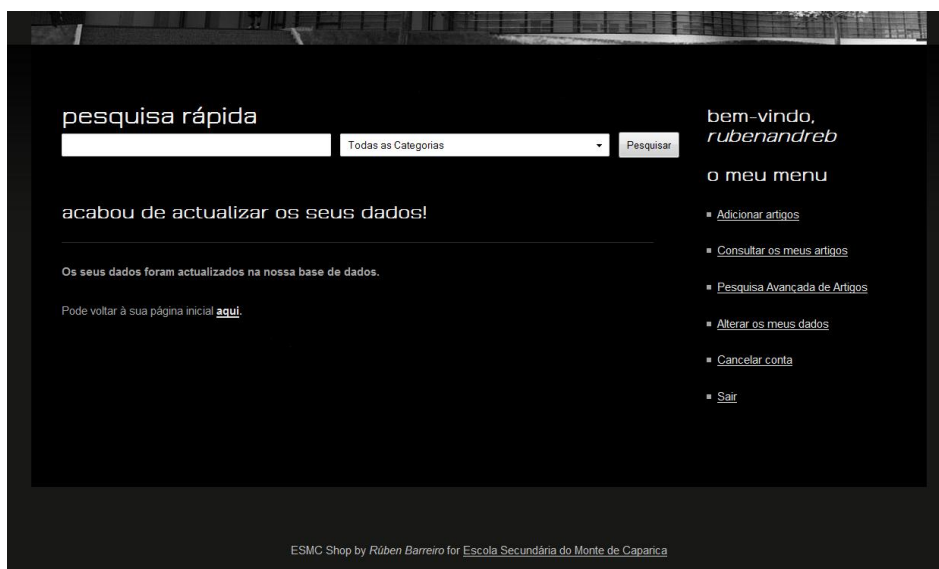 pesquisa rápida
Todas as Categorias
Pesquisar
acabou de actualizar os seus dados!
Os seus dados foram actualizados na nossa base de dados.
Pode voltar à sua página inicial aqui.
bem-vindo,
rubenandreb
o meu menu
Adicionar artigos
Consultar os meus artigos
Pesquisa Avançada de Artigos
Alterar os meus dados
Cancelar conta
Sair
ESMC Shop by Rúben Barreiro for Escola Secundária do Monte de Caparica